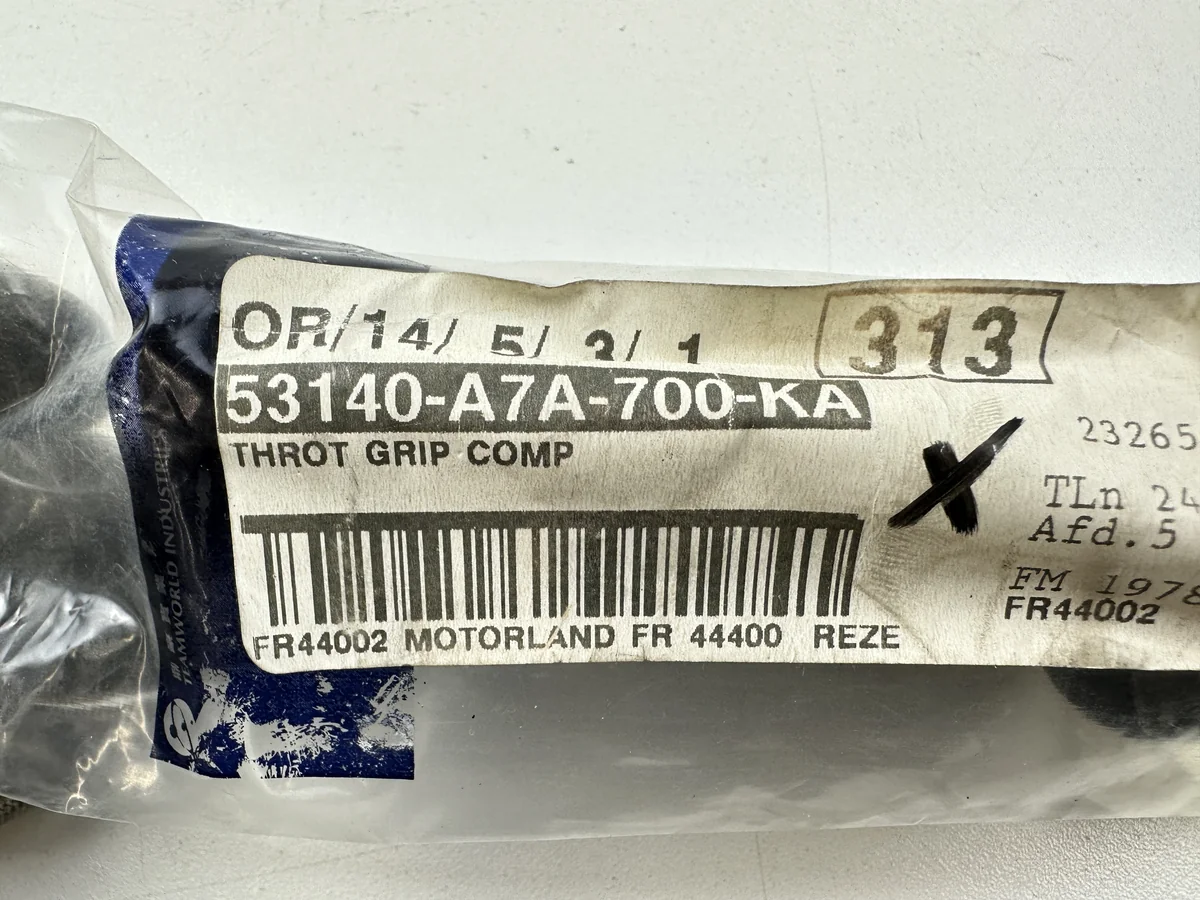 OR/14/ 5/ 3/ 1
313
53140-A7A-700-KA
THROT GRIP COMP
23265
TLn 24
Afd.5
FM 1978
FR44002
FR44002 MOTORLAND FR 44400 REZE
TEAMWORLD INDUSTRIES